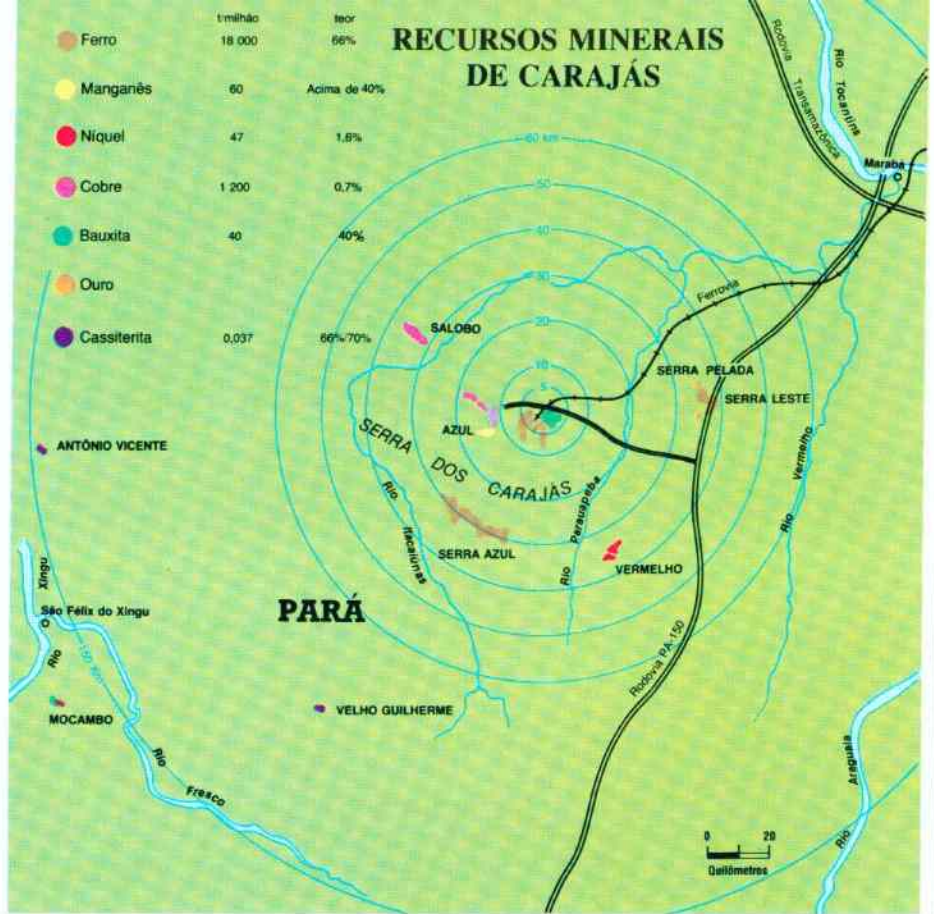 t/milhão teor
Ferro 18 000 66%
Manganês 60 Acima de 40%
Níquel 47 1,6%
Cobre 1 200 0,7%
Bauxita 40 40%
Ouro
Cassiterita 0,037 66%/70%
RECURSOS MINERAIS
DE CARAJÁS
Rodovia Transamazônica
Rio Tocantins
Marabá
60 km
50
40
30
20
10
5
Ferrovia
SALOBO
SERRA PELADA
SERRA LESTE
AZUL
SERRA DOS CARAJÁS
ANTÔNIO VICENTE
Rio Itacaiúnas
Rio Parauapeba
Rio Vermelho
SERRA AZUL
VERMELHO
PARÁ
Rio Xingu
São Félix do Xingu
150 Km
Rodovia PA-150
MOCAMBO
VELHO GUILHERME
Rio Fresco
Rio Araguaia
0 20
Quilômetros